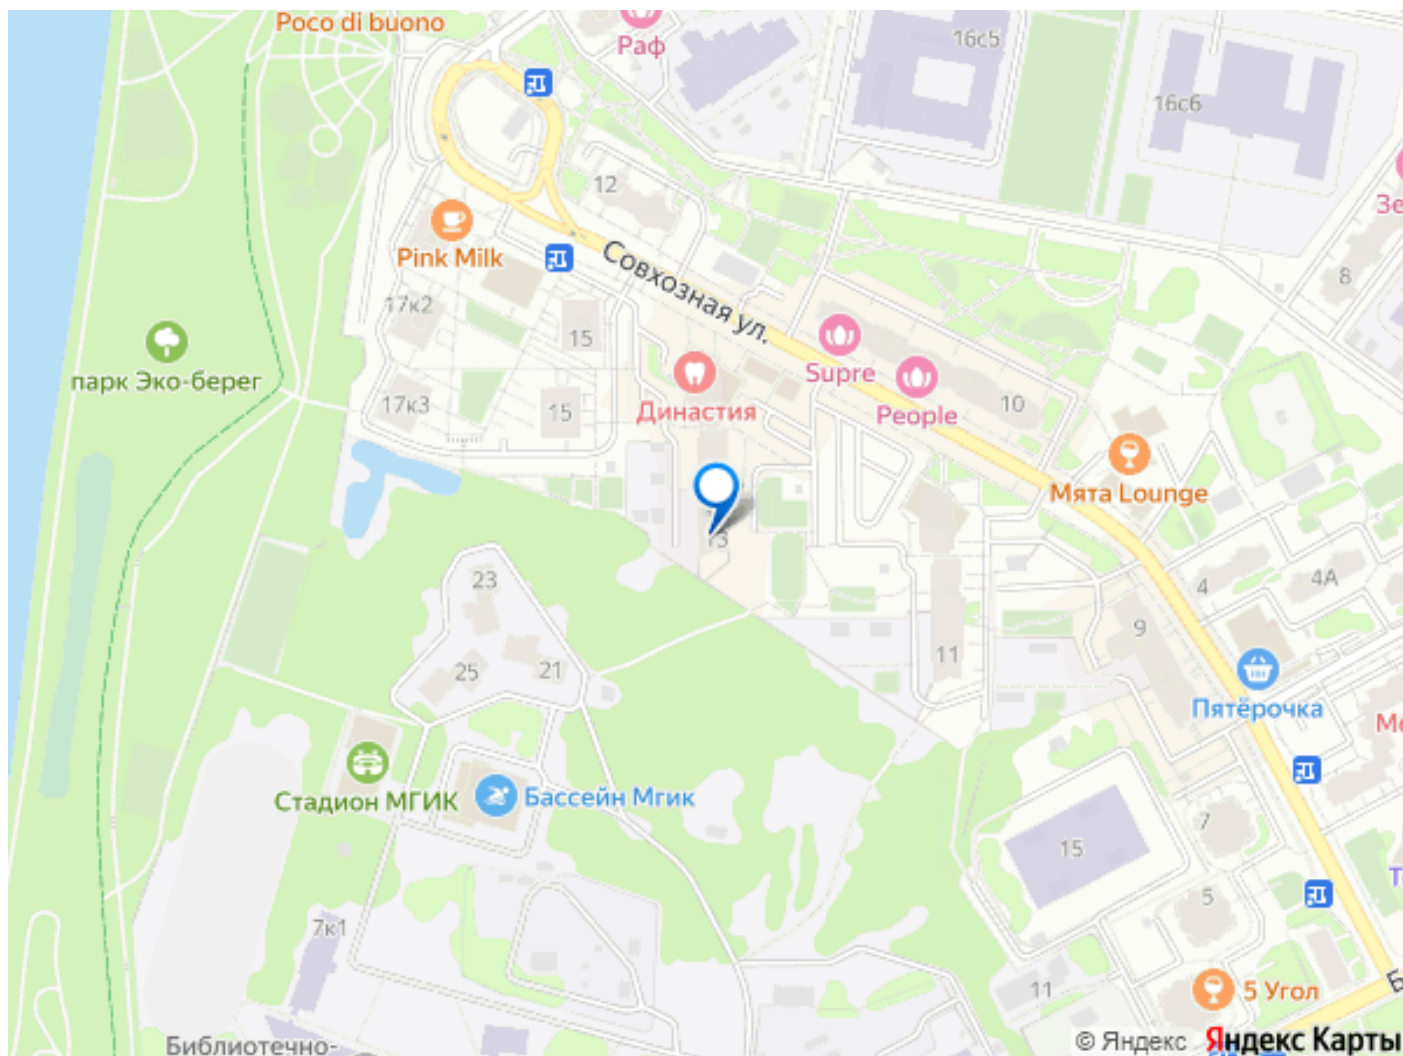 Poco di buono
Раф
16с5
16с6
12
Pink Milk
Совхозная ул.
Зе
8
17к2
15
Supre
парк Эко-берег
17к3
15
Династия
People
10
Мята Lounge
13
23
4
4А
9
25
21
11
Пятёрочка
Ме
Стадион МГИК
Бассейн Мгик
7
15
Т
5
7к1
11
5 Угол
Б
Библиотечно-
© Яндекс Яндекс Карты